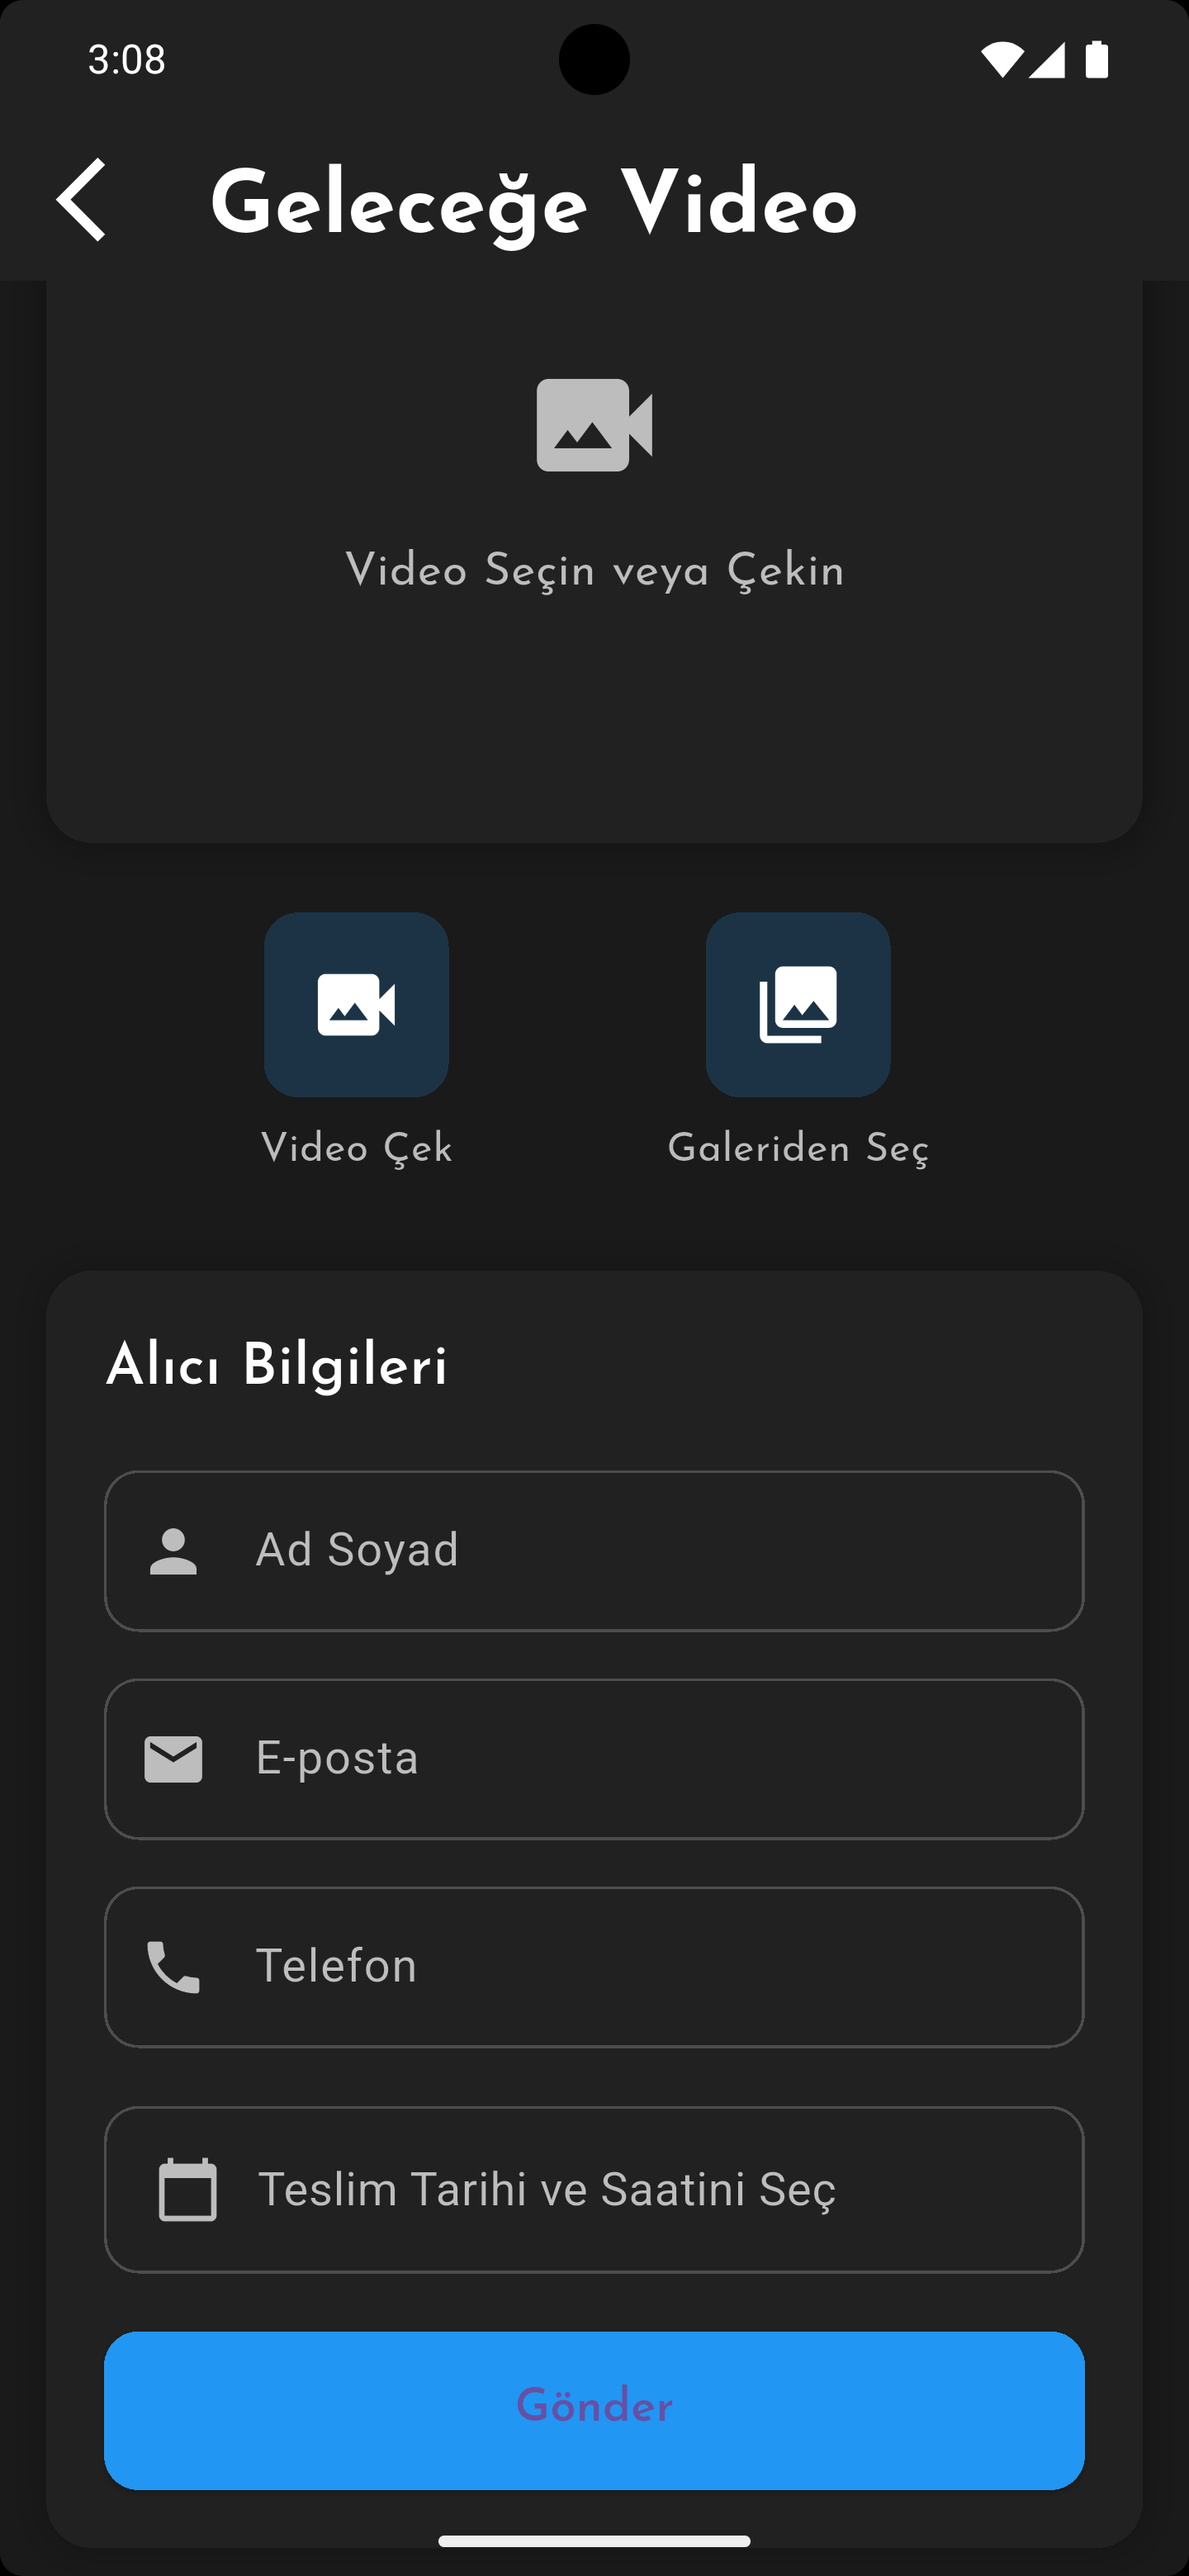 3:08
Geleceğe Video
Video Seçin veya Çekin
Video Çek
Galeriden Seç
Alıcı Bilgileri
Ad Soyad
E-posta
Telefon
Teslim Tarihi ve Saatini Seç
Gönder